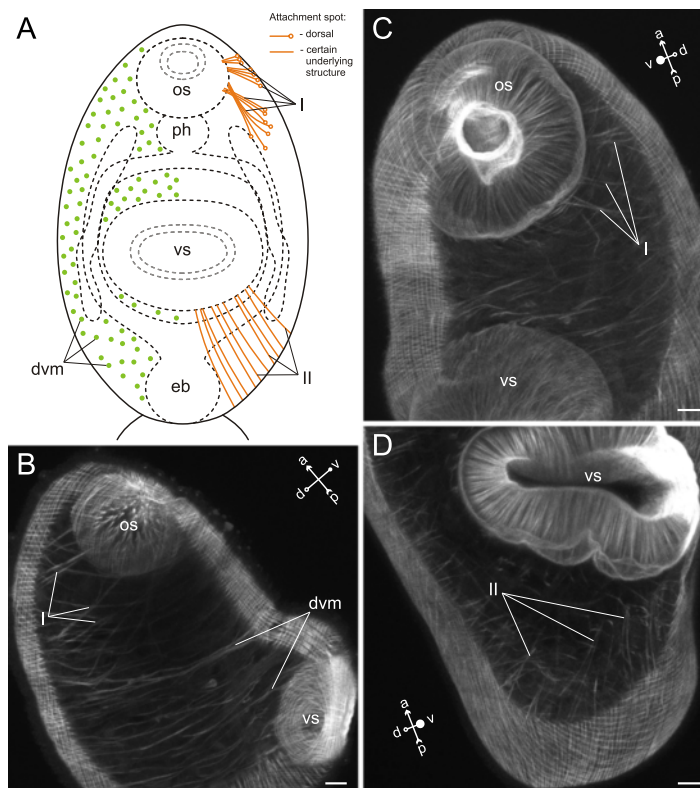 A
Attachment spot:
- dorsal
- certain
underlying
structure
os
I
ph
vs
dvm
II
eb
B
a
v
d
p
os
I
dvm
vs
C
a
d
v
p
os
I
vs
D
vs
II
a
v
d
p